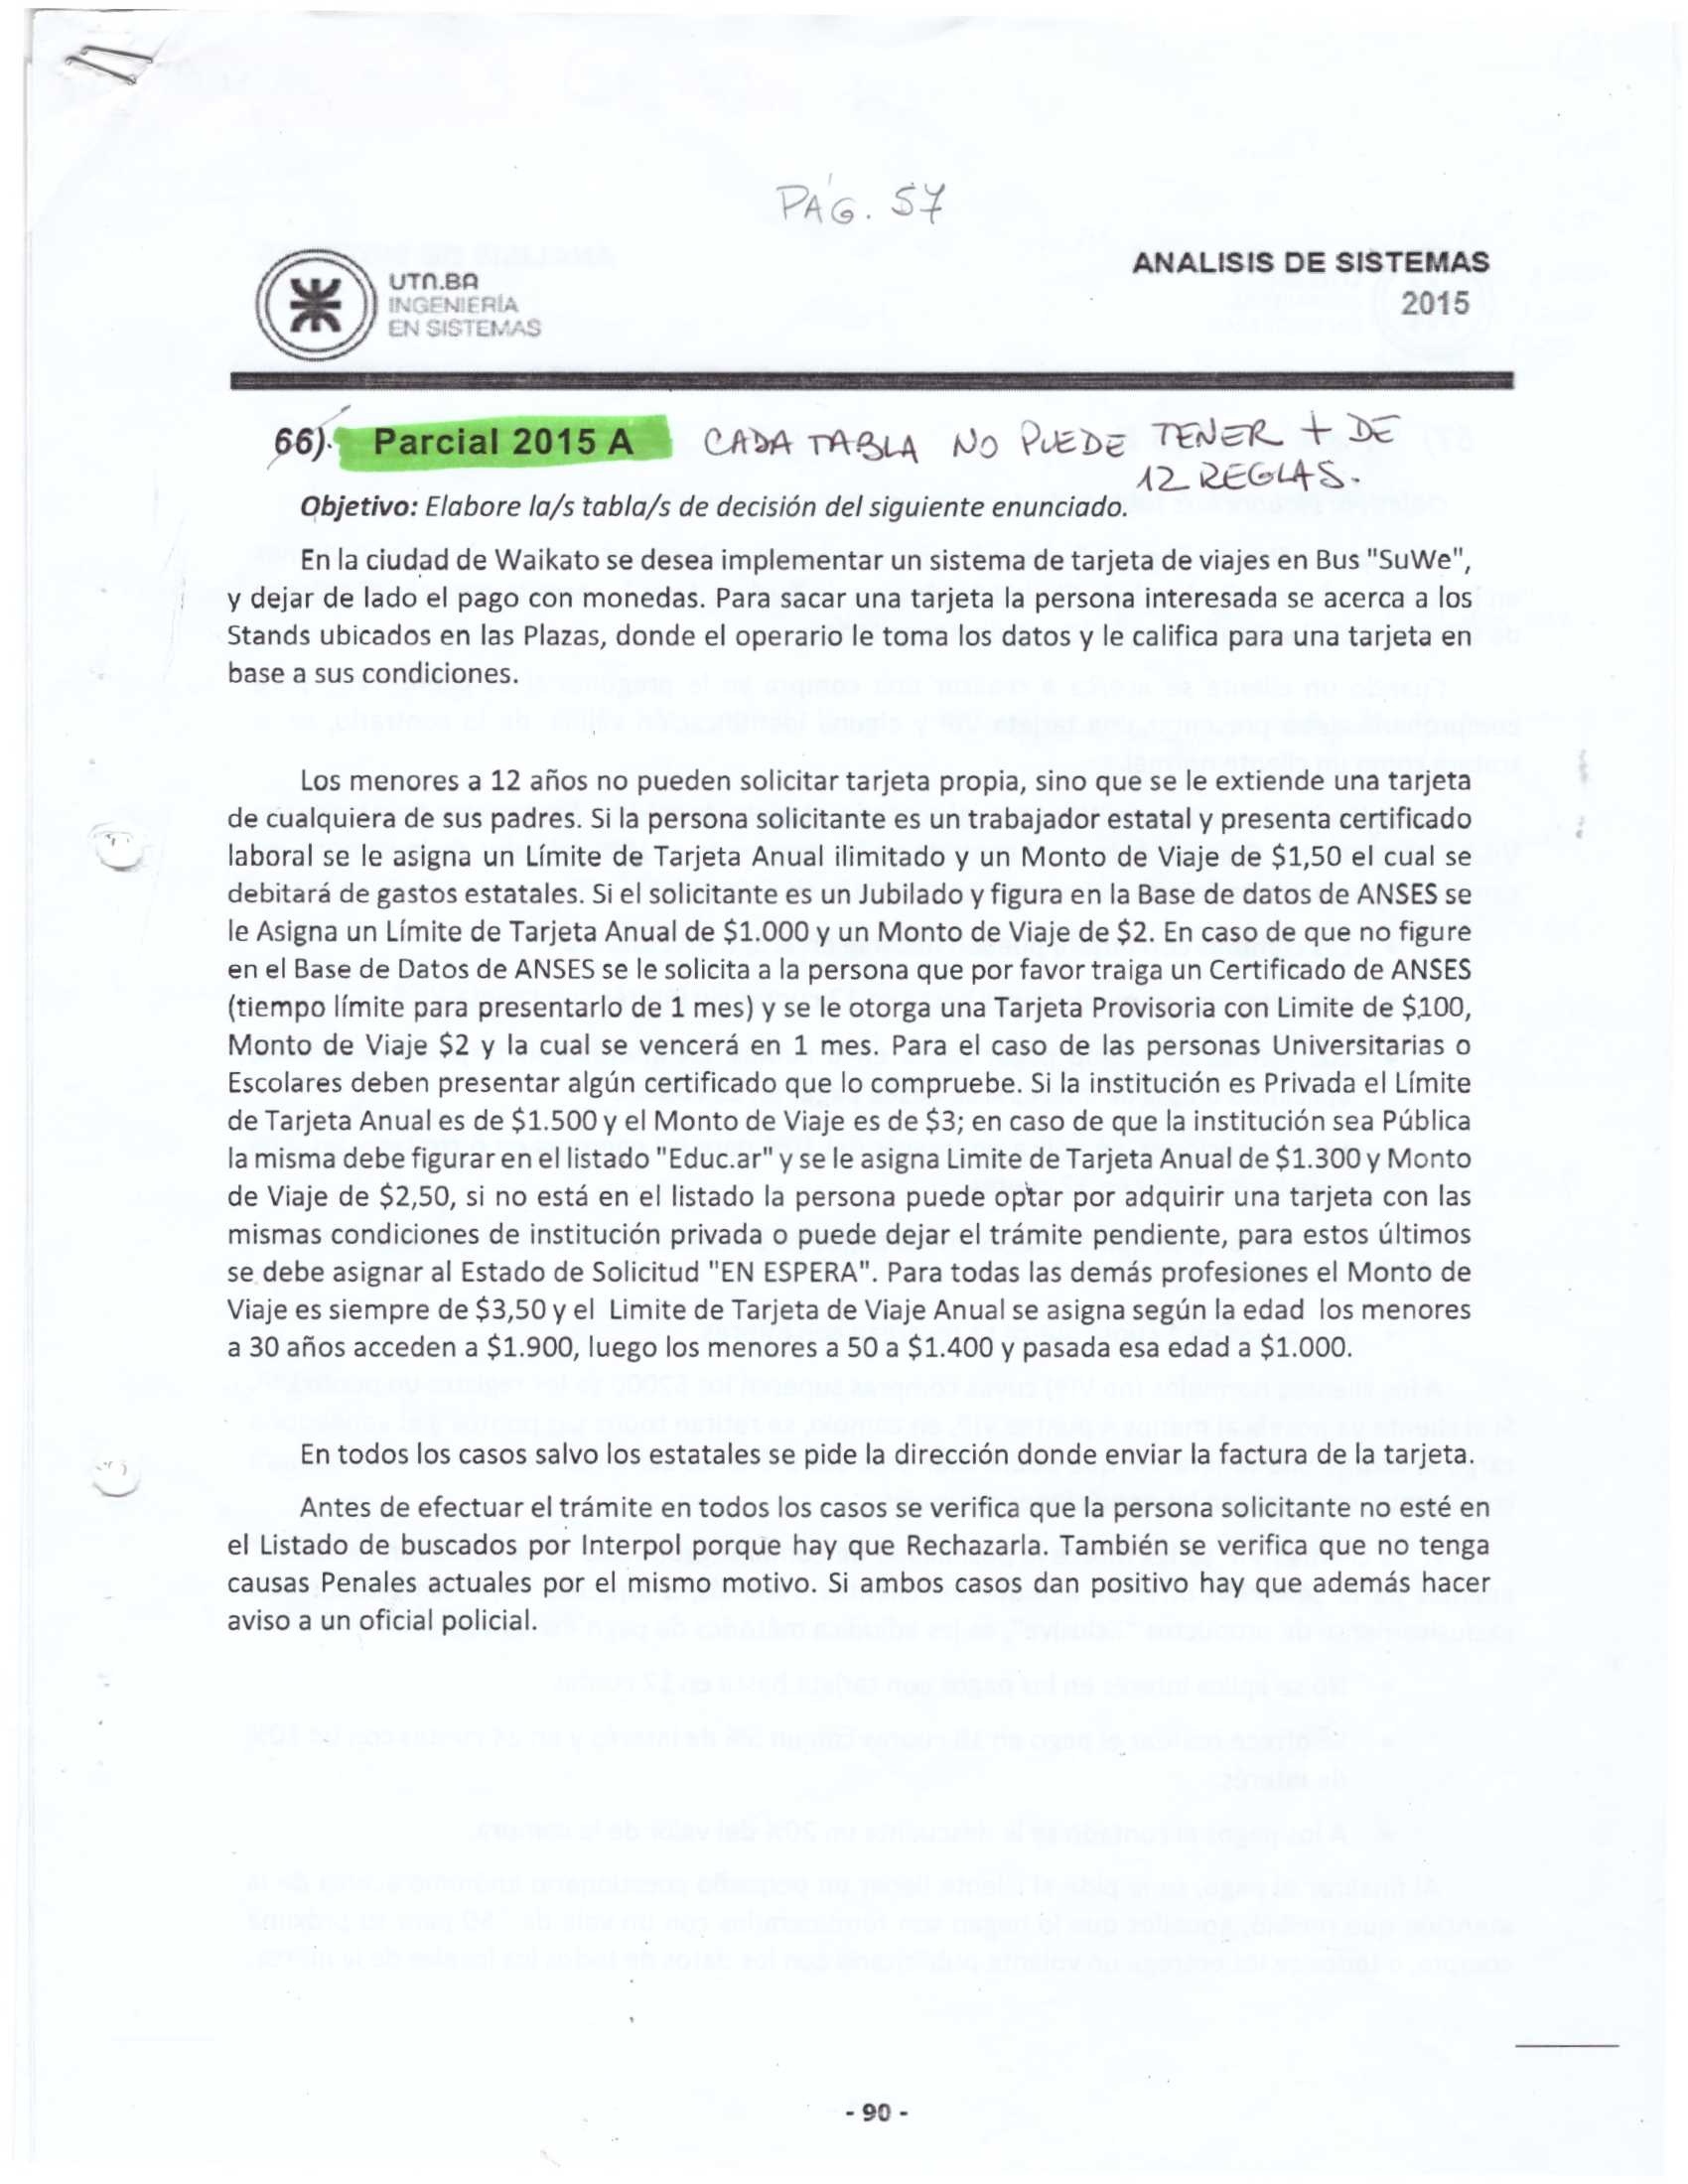 PÁG. 57
UTN.BA
INGENIERÍA
EN SISTEMAS
ANALISIS DE SISTEMAS
2015
66). Parcial 2015 A CADA TABLA NO PUEDE TENER + DE
12 REGLAS.
Objetivo: Elabore la/s tabla/s de decisión del siguiente enunciado.
En la ciudad de Waikato se desea implementar un sistema de tarjeta de viajes en Bus "SuWe",
y dejar de lado el pago con monedas. Para sacar una tarjeta la persona interesada se acerca a los
Stands ubicados en las Plazas, donde el operario le toma los datos y le califica para una tarjeta en
base a sus condiciones.
Los menores a 12 años no pueden solicitar tarjeta propia, sino que se le extiende una tarjeta
de cualquiera de sus padres. Si la persona solicitante es un trabajador estatal y presenta certificado
laboral se le asigna un Límite de Tarjeta Anual ilimitado y un Monto de Viaje de $1,50 el cual se
debitará de gastos estatales. Si el solicitante es un Jubilado y figura en la Base de datos de ANSES se
le Asigna un Límite de Tarjeta Anual de $1.000 y un Monto de Viaje de $2. En caso de que no figure
en el Base de Datos de ANSES se le solicita a la persona que por favor traiga un Certificado de ANSES
(tiempo límite para presentarlo de 1 mes) y se le otorga una Tarjeta Provisoria con Limite de $100,
Monto de Viaje $2 y la cual se vencerá en 1 mes. Para el caso de las personas Universitarias o
Escolares deben presentar algún certificado que lo compruebe. Si la institución es Privada el Límite
de Tarjeta Anual es de $1.500 y el Monto de Viaje es de $3; en caso de que la institución sea Pública
la misma debe figurar en el listado "Educ.ar" y se le asigna Limite de Tarjeta Anual de $1.300 y Monto
de Viaje de $2,50, si no está en el listado la persona puede optar por adquirir una tarjeta con las
mismas condiciones de institución privada o puede dejar el trámite pendiente, para estos últimos
se debe asignar al Estado de Solicitud "EN ESPERA". Para todas las demás profesiones el Monto de
Viaje es siempre de $3,50 y el Limite de Tarjeta de Viaje Anual se asigna según la edad los menores
a 30 años acceden a $1.900, luego los menores a 50 a $1.400 y pasada esa edad a $1.000.
En todos los casos salvo los estatales se pide la dirección donde enviar la factura de la tarjeta.
Antes de efectuar el trámite en todos los casos se verifica que la persona solicitante no esté en
el Listado de buscados por Interpol porque hay que Rechazarla. También se verifica que no tenga
causas Penales actuales por el mismo motivo. Si ambos casos dan positivo hay que además hacer
aviso a un oficial policial.
- 90 -